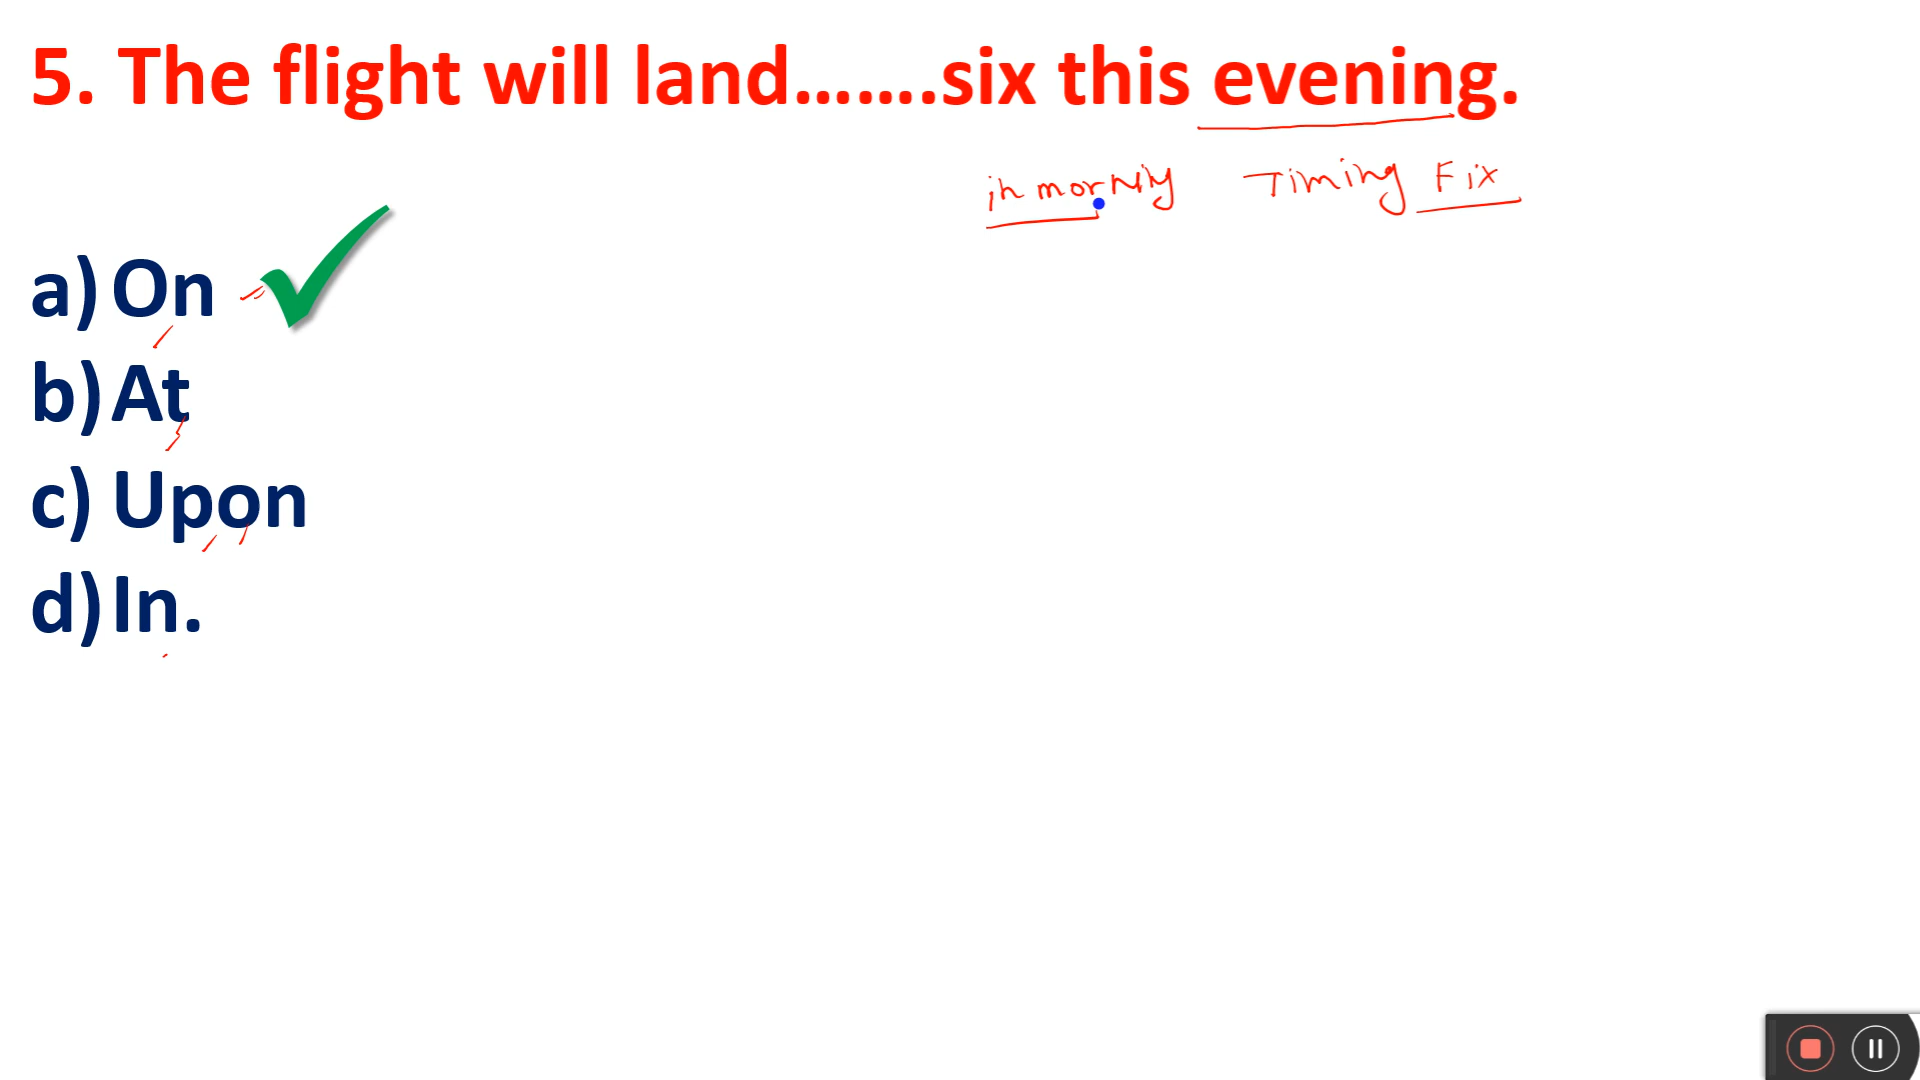 5. The flight will land.......six this evening.
in morning Timing Fix
a) On
b) At
c) Upon
d) In.